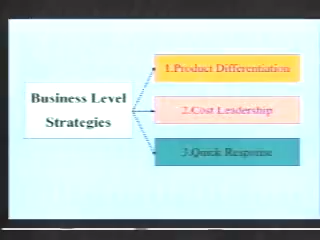 Business Level
Strategies
1.Product Differentiation
2.Cost Leadership
3.Quick Response